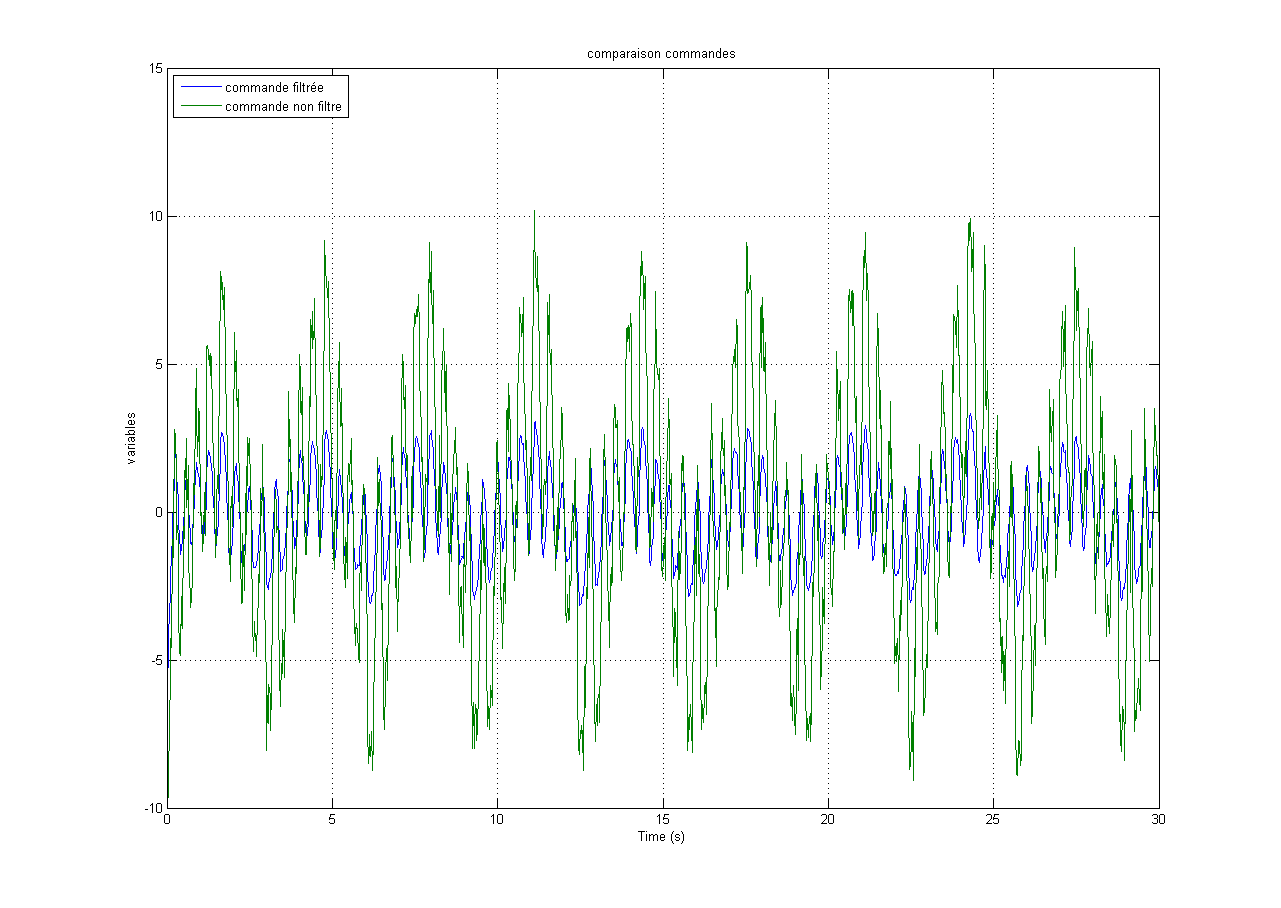 comparaison commandes
15
commande filtrée
commande non filtre
10
5
variables
0
-5
-10
0 5 10 15 20 25 30
Time (s)